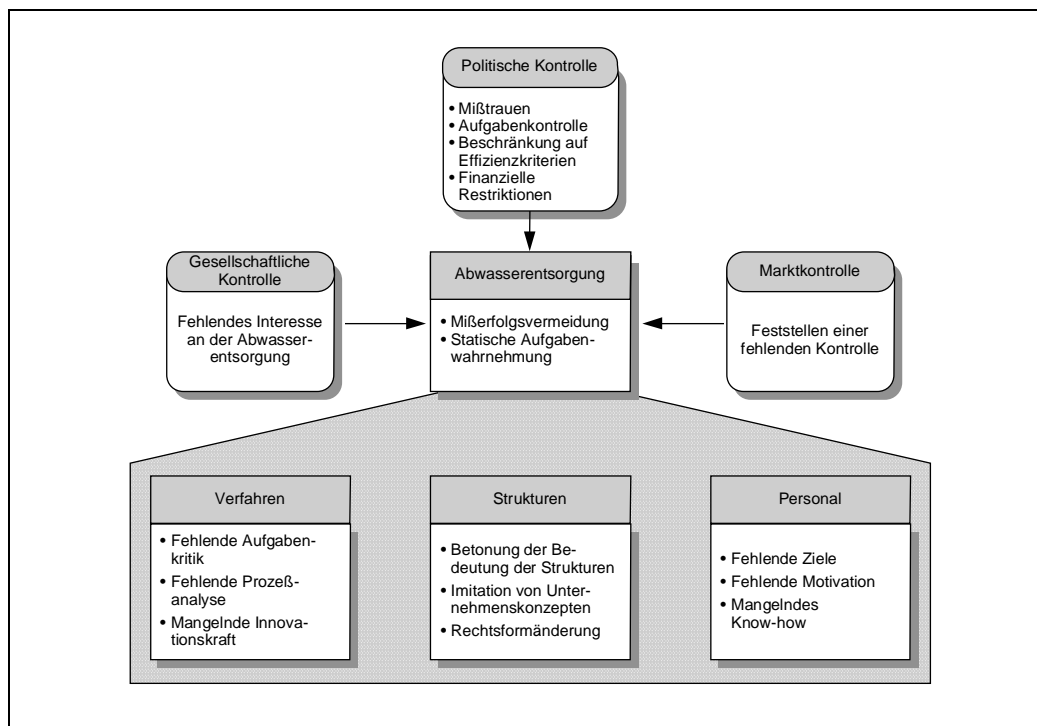 Politische Kontrolle
• Mißtrauen
• Aufgabenkontrolle
• Beschränkung auf
Effizienzkriterien
• Finanzielle
Restriktionen
Gesellschaftliche
Kontrolle
Fehlendes Interesse
an der Abwasser-
entsorgung
Abwasserentsorgung
• Mißerfolgsvermeidung
• Statische Aufgaben-
wahrnehmung
Marktkontrolle
Feststellen einer
fehlenden Kontrolle
Verfahren
• Fehlende Aufgaben-
kritik
• Fehlende Prozeß-
analyse
• Mangelnde Innova-
tionskraft
Strukturen
• Betonung der Be-
deutung der Strukturen
• Imitation von Unter-
nehmenskonzepten
• Rechtsformänderung
Personal
• Fehlende Ziele
• Fehlende Motivation
• Mangelndes
Know-how